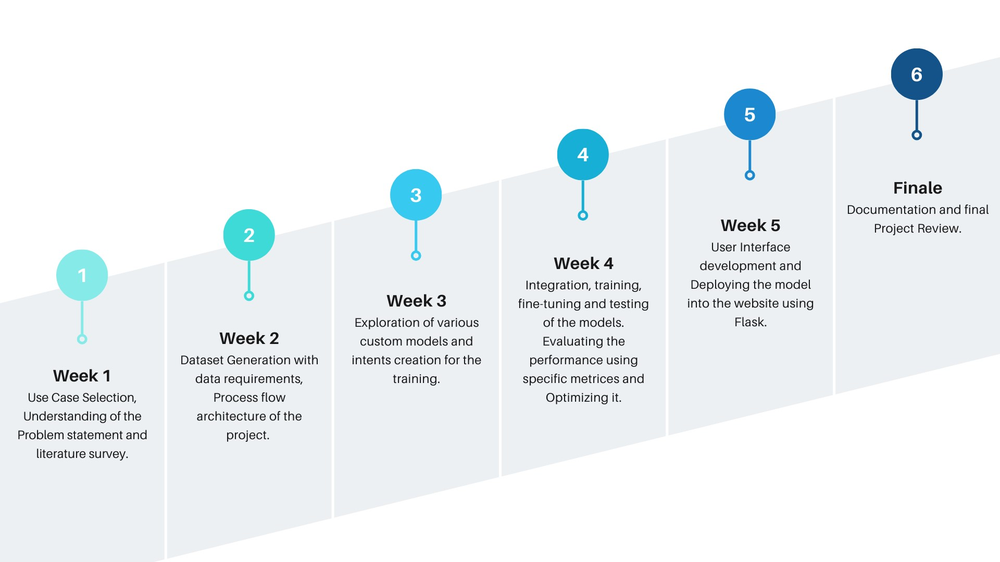 1
Week 1
Use Case Selection,
Understanding of the
Problem statement and
literature survey.
2
Week 2
Dataset Generation with
data requirements,
Process flow
architecture of the
project.
3
Week 3
Exploration of various
custom models and
intents creation for the
training.
4
Week 4
Integration, training,
fine-tuning and testing
of the models.
Evaluating the
performance using
specific metrices and
Optimizing it.
5
Week 5
User Interface
development and
Deploying the model
into the website using
Flask.
6
Finale
Documentation and final
Project Review.